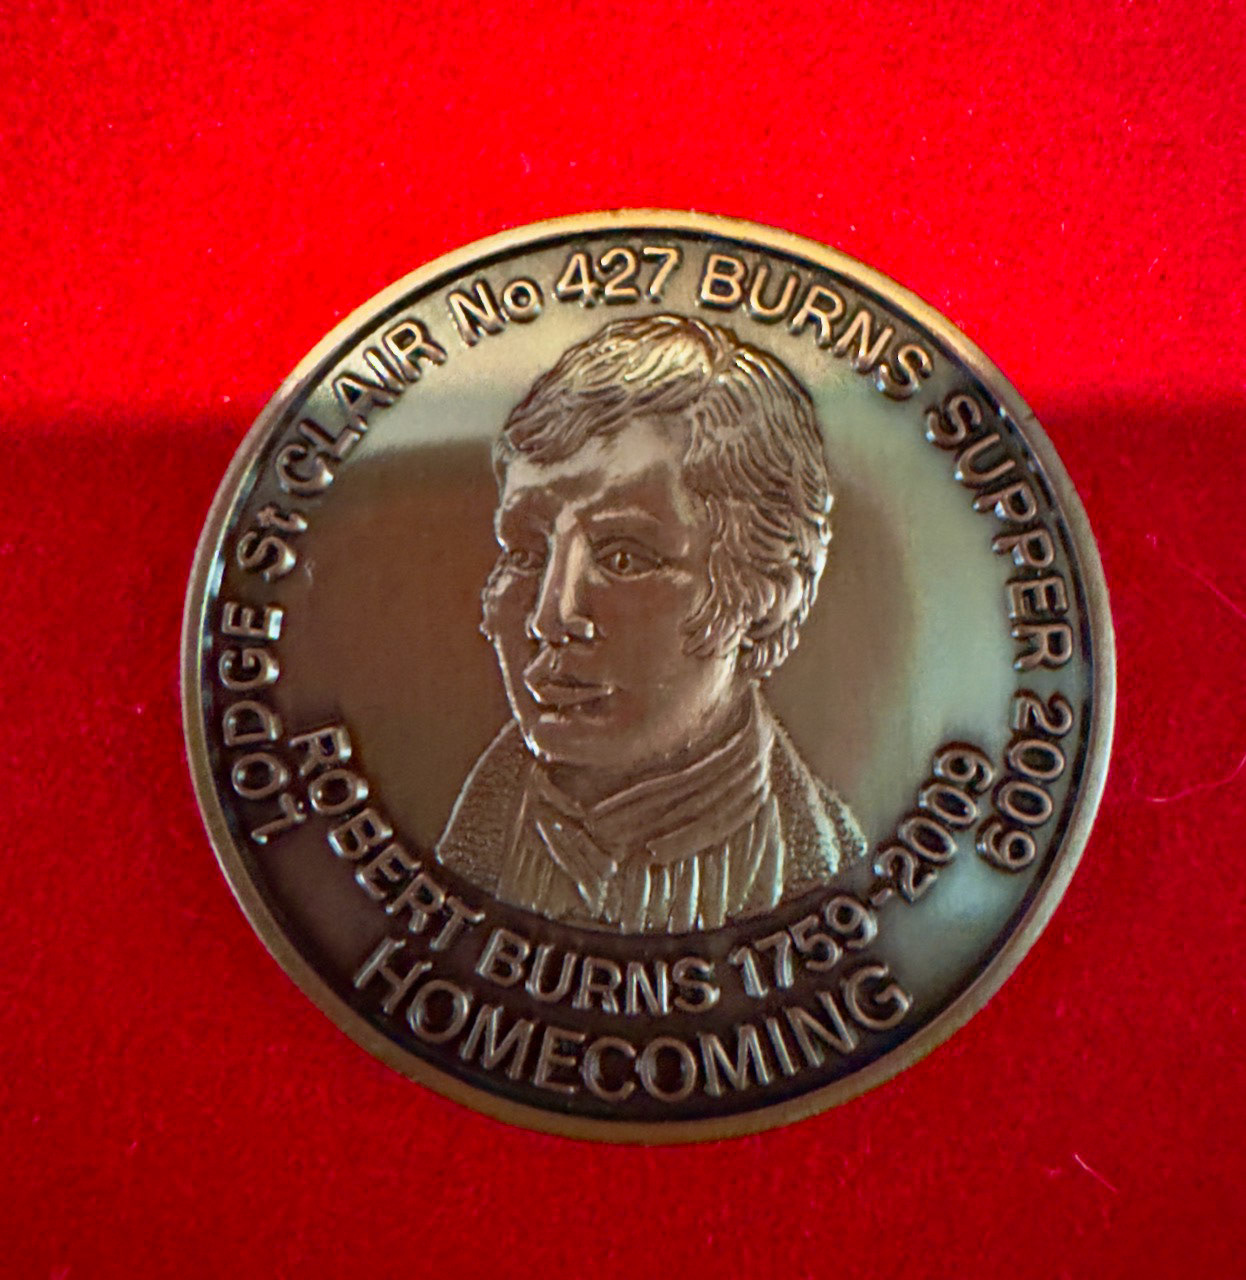 LODGE St CLAIR No 427 BURNS SUPPER 2009
ROBERT BURNS 1759-2009
HOMECOMING